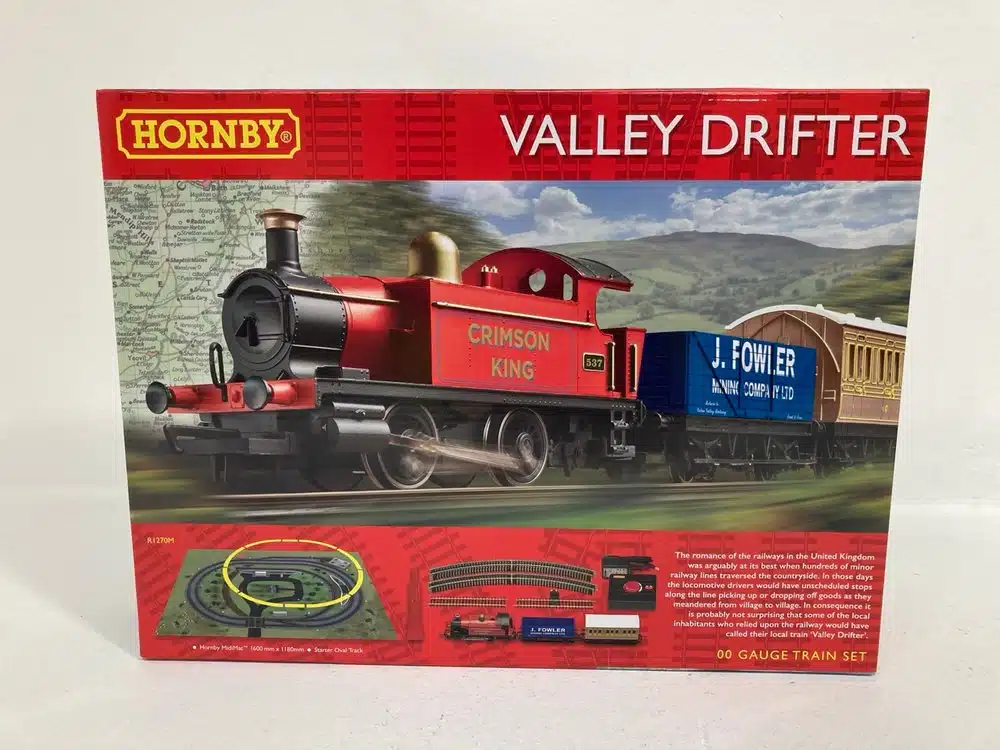 HORNBY®
VALLEY DRIFTER
CRIMSON
KING
537
J. FOWLER
MINING COMPANY LTD
R1270M
The romance of the railways in the United Kingdom
was arguably at its best when hundreds of minor
railway lines traversed the countryside. In those days
the locomotive drivers would have unscheduled stops
along the line picking up or dropping off goods as they
meandered from village to village. In consequence it
is probably not surprising that some of the local
inhabitants who relied upon the railway would have
called their local train 'Valley Drifter'.
J. FOWLER
MINING COMPANY LTD
• Hornby MidiMat™ 1600 mm x 1180mm • Starter Oval Track
00 GAUGE TRAIN SET